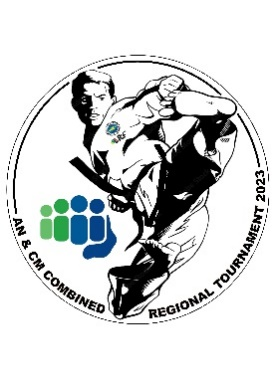 AN & CM COMBINED REGIONAL TOURNAMENT 2023